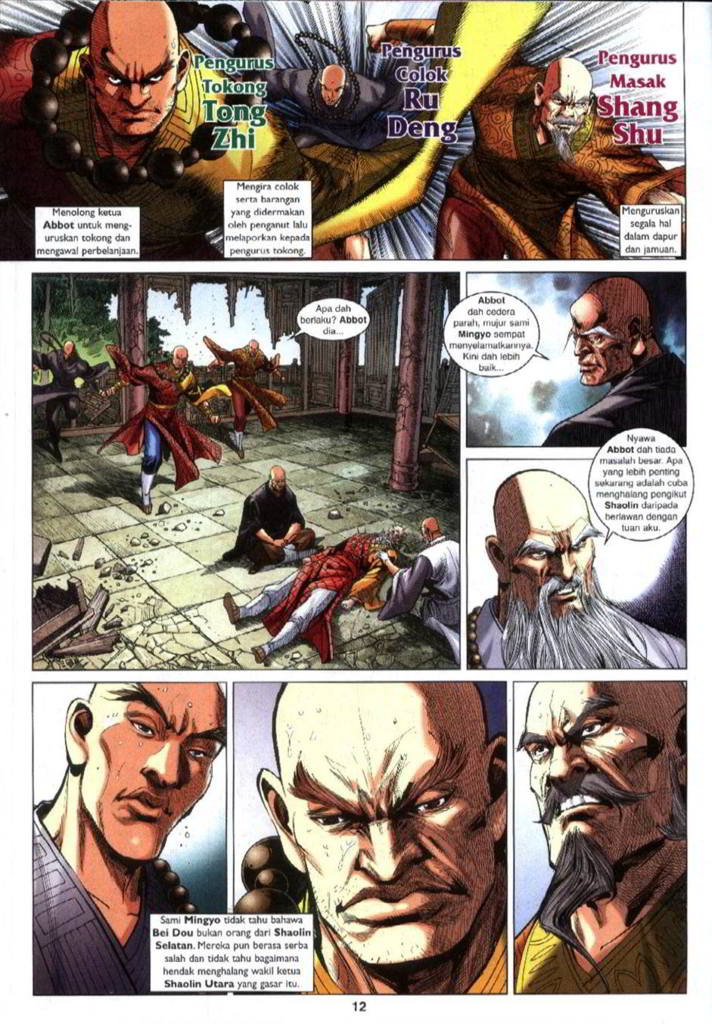 Pengurus
Tokong
Tong
Zhi
Pengurus
Colok
Ru
Deng
Pengurus
Masak
Shang
Shu
Menolong ketua
Abbot untuk meng-
uruskan tokong dan
mengawal perbelanjaan.
Mengira colok
serta barangan
yang didermakan
oleh penganut lalu
melaporkan kepada
pengurus tokong.
Menguruskan
segala hal
dalam dapur
dan jamuan.
Apa dah
berlaku? Abbot
dia...
Abbot
dah cedera
parah, mujur sami
Mingyo sempat
menyelamatkannya.
Kini dah lebih
baik...
Nyawa
Abbot dah tiada
masalah besar. Apa
yang lebih penting
sekarang adalah cuba
menghalang pengikut
Shaolin daripada
berlawan dengan
tuan aku.
Sami Mingyo tidak tahu bahawa
Bei Dou bukan orang dari Shaolin
Selatan. Mereka pun berasa serba
salah dan tidak tahu bagaimana
hendak menghalang wakil ketua
Shaolin Utara yang gasar itu.
12